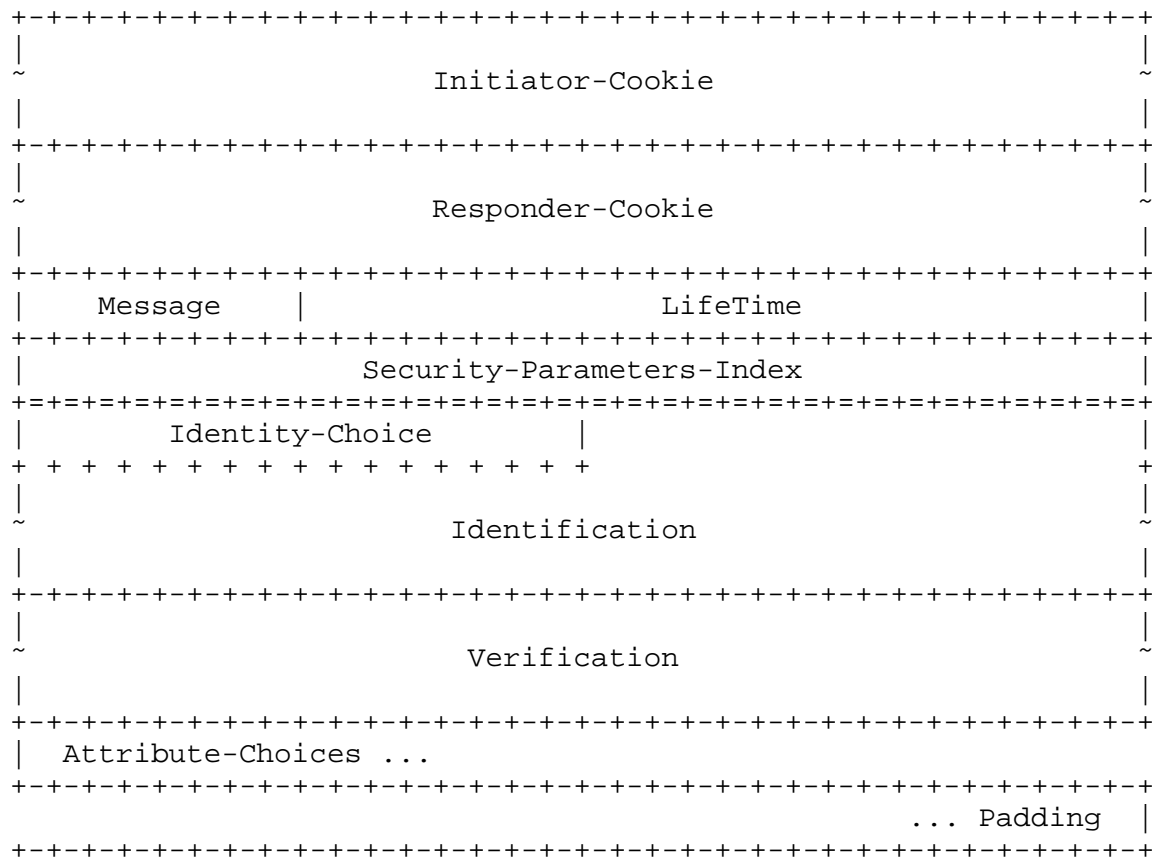 +-+-+-+-+-+-+-+-+-+-+-+-+-+-+-+-+-+-+-+-+-+-+-+-+-+-+-+-+-+-+-+-+
|                                                               |
~                        Initiator-Cookie                       ~
|                                                               |
+-+-+-+-+-+-+-+-+-+-+-+-+-+-+-+-+-+-+-+-+-+-+-+-+-+-+-+-+-+-+-+-+
|                                                               |
~                        Responder-Cookie                       ~
|                                                               |
+-+-+-+-+-+-+-+-+-+-+-+-+-+-+-+-+-+-+-+-+-+-+-+-+-+-+-+-+-+-+-+-+
|    Message    |                    LifeTime                   |
+-+-+-+-+-+-+-+-+-+-+-+-+-+-+-+-+-+-+-+-+-+-+-+-+-+-+-+-+-+-+-+-+
|                   Security-Parameters-Index                   |
+=+=+=+=+=+=+=+=+=+=+=+=+=+=+=+=+=+=+=+=+=+=+=+=+=+=+=+=+=+=+=+=+
|        Identity-Choice        |                               |
+ + + + + + + + + + + + + + + + +                               +
|                                                               |
~                         Identification                        ~
|                                                               |
+-+-+-+-+-+-+-+-+-+-+-+-+-+-+-+-+-+-+-+-+-+-+-+-+-+-+-+-+-+-+-+-+
|                                                               |
~                          Verification                         ~
|                                                               |
+-+-+-+-+-+-+-+-+-+-+-+-+-+-+-+-+-+-+-+-+-+-+-+-+-+-+-+-+-+-+-+-+
|  Attribute-Choices ...
+-+-+-+-+-+-+-+-+-+-+-+-+-+-+-+-+-+-+-+-+-+-+-+-+-+-+-+-+-+-+-+-+
                                                   ... Padding  |
+-+-+-+-+-+-+-+-+-+-+-+-+-+-+-+-+-+-+-+-+-+-+-+-+-+-+-+-+-+-+-+-+